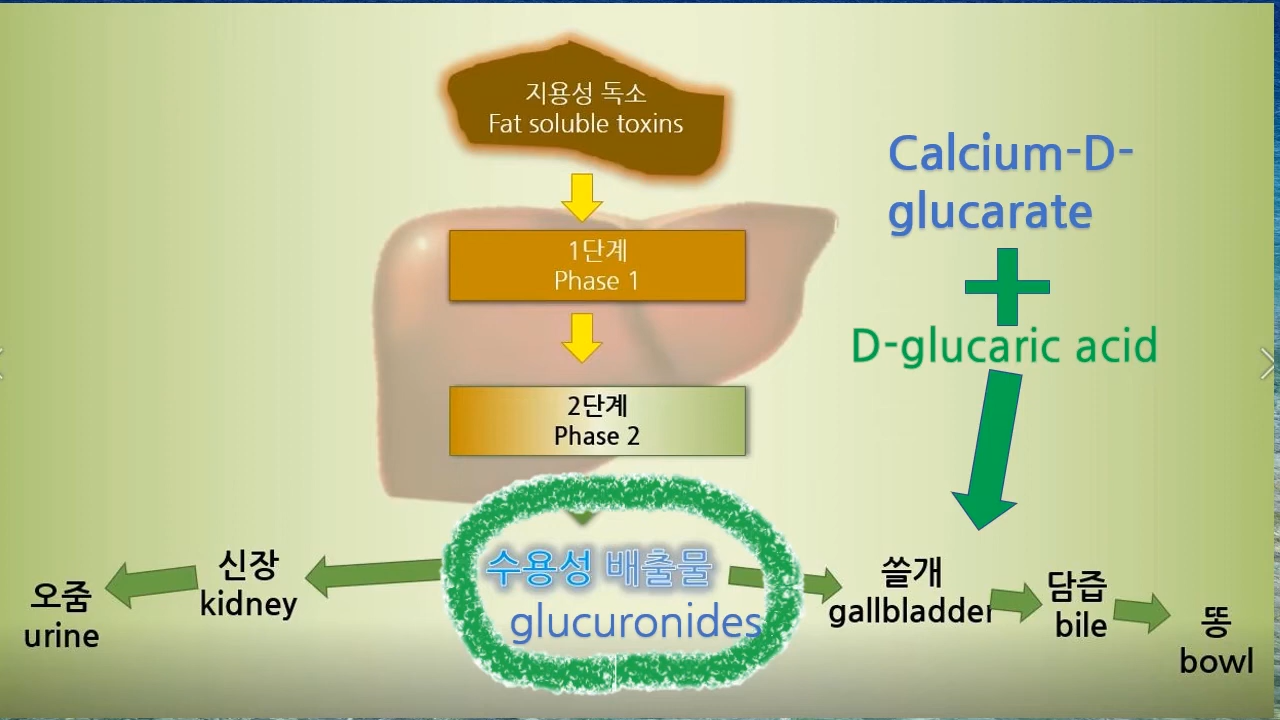 지용성 독소
Fat soluble toxins
1단계
Phase 1
2단계
Phase 2
수용성 배출물
glucuronides
Calcium-D-
glucarate
D-glucaric acid
신장
kidney
오줌
urine
쓸개
gallbladder
담즙
bile
똥
bowl